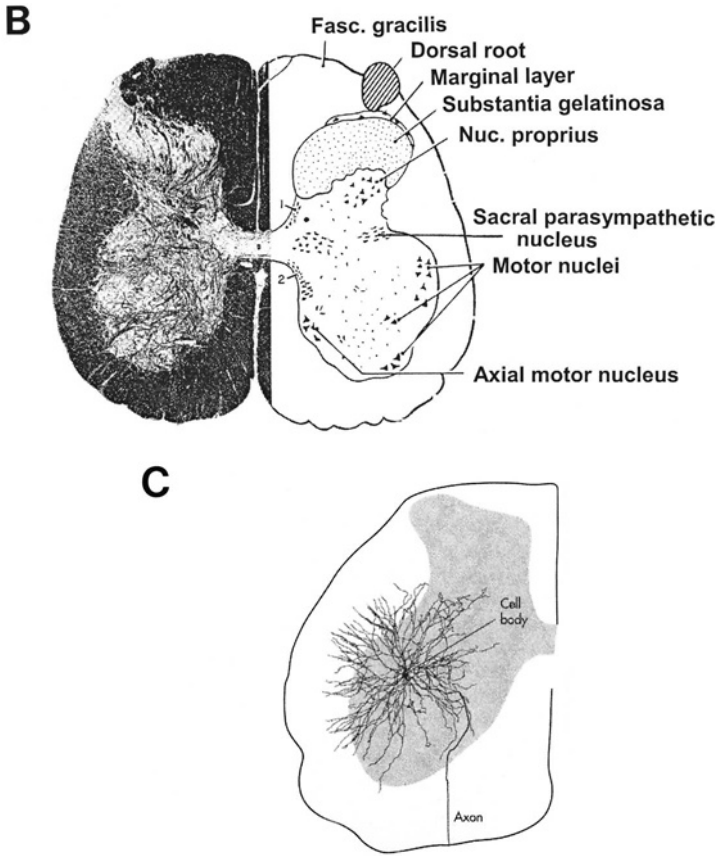 B
Fasc. gracilis
Dorsal root
Marginal layer
Substantia gelatinosa
Nuc. proprius
1
Sacral parasympathetic
nucleus
Motor nuclei
2
Axial motor nucleus
C
Cell
body
Axon